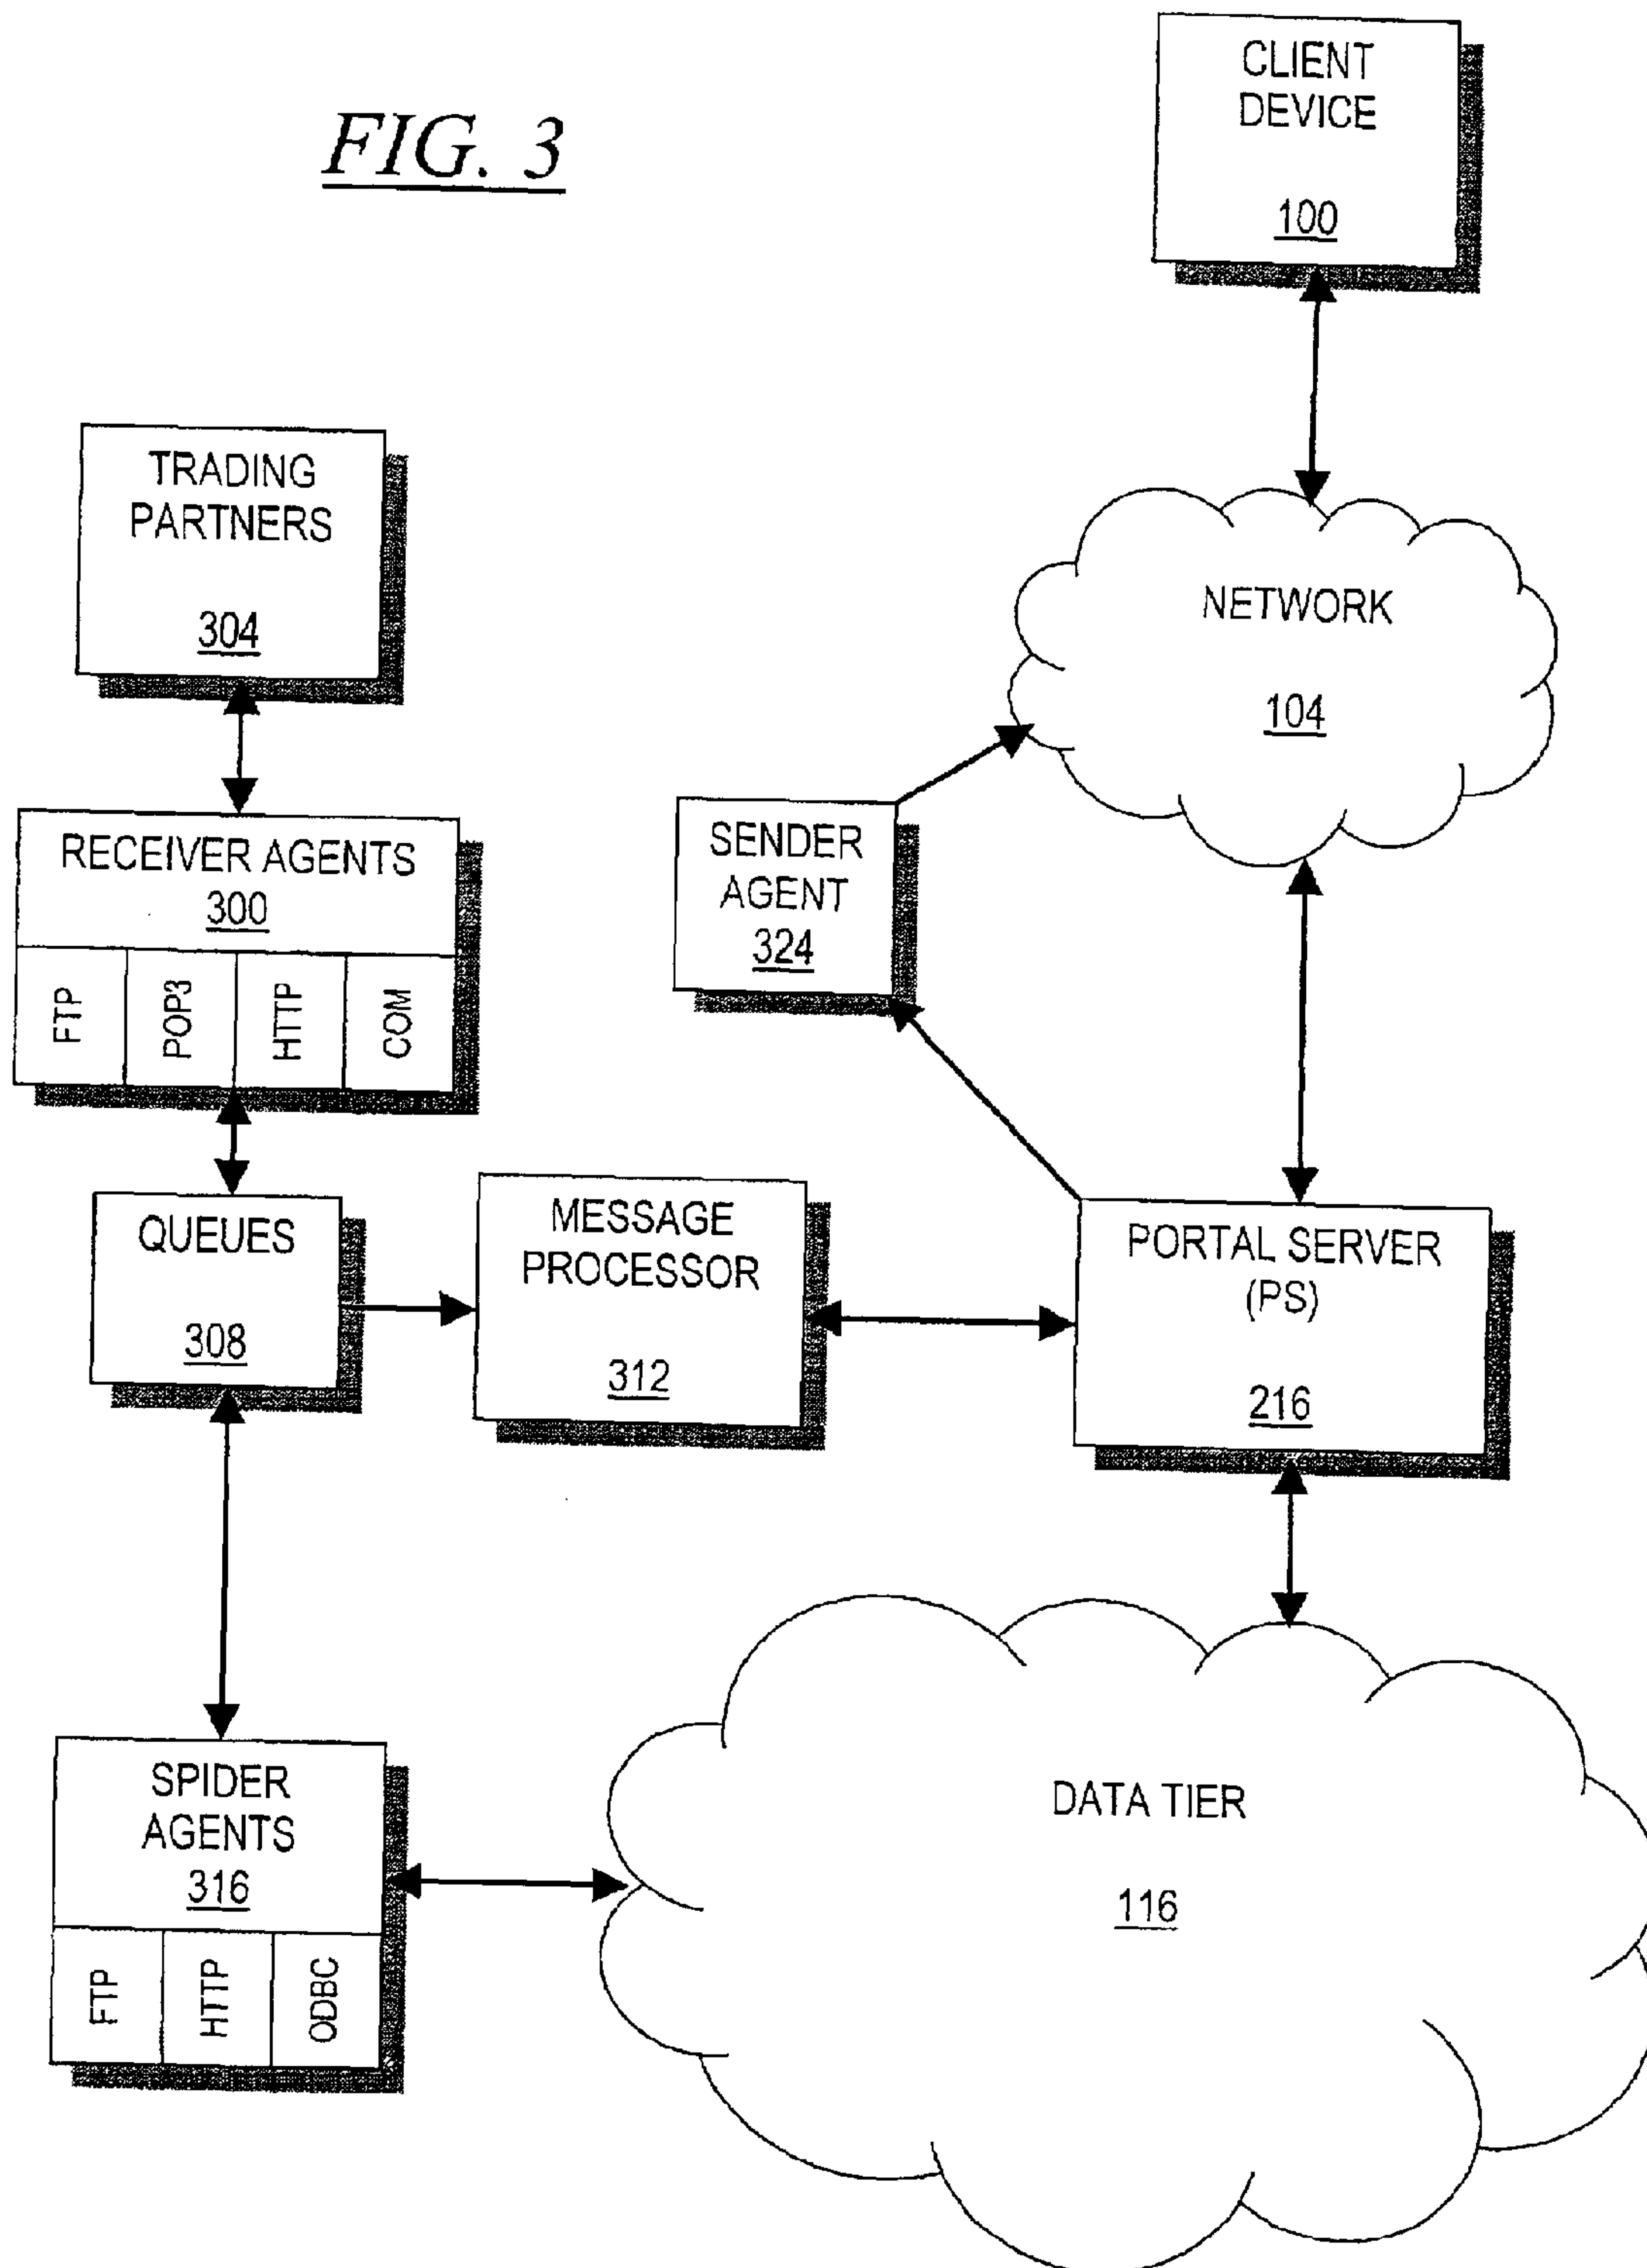 FIG. 3
CLIENT
DEVICE
100
TRADING
PARTNERS
304
NETWORK
104
RECEIVER AGENTS
300
FTP
POP3
HTTP
COM
SENDER
AGENT
324
QUEUES
308
MESSAGE
PROCESSOR
312
PORTAL SERVER
(PS)
216
SPIDER
AGENTS
316
FTP
HTTP
ODBC
DATA TIER
116